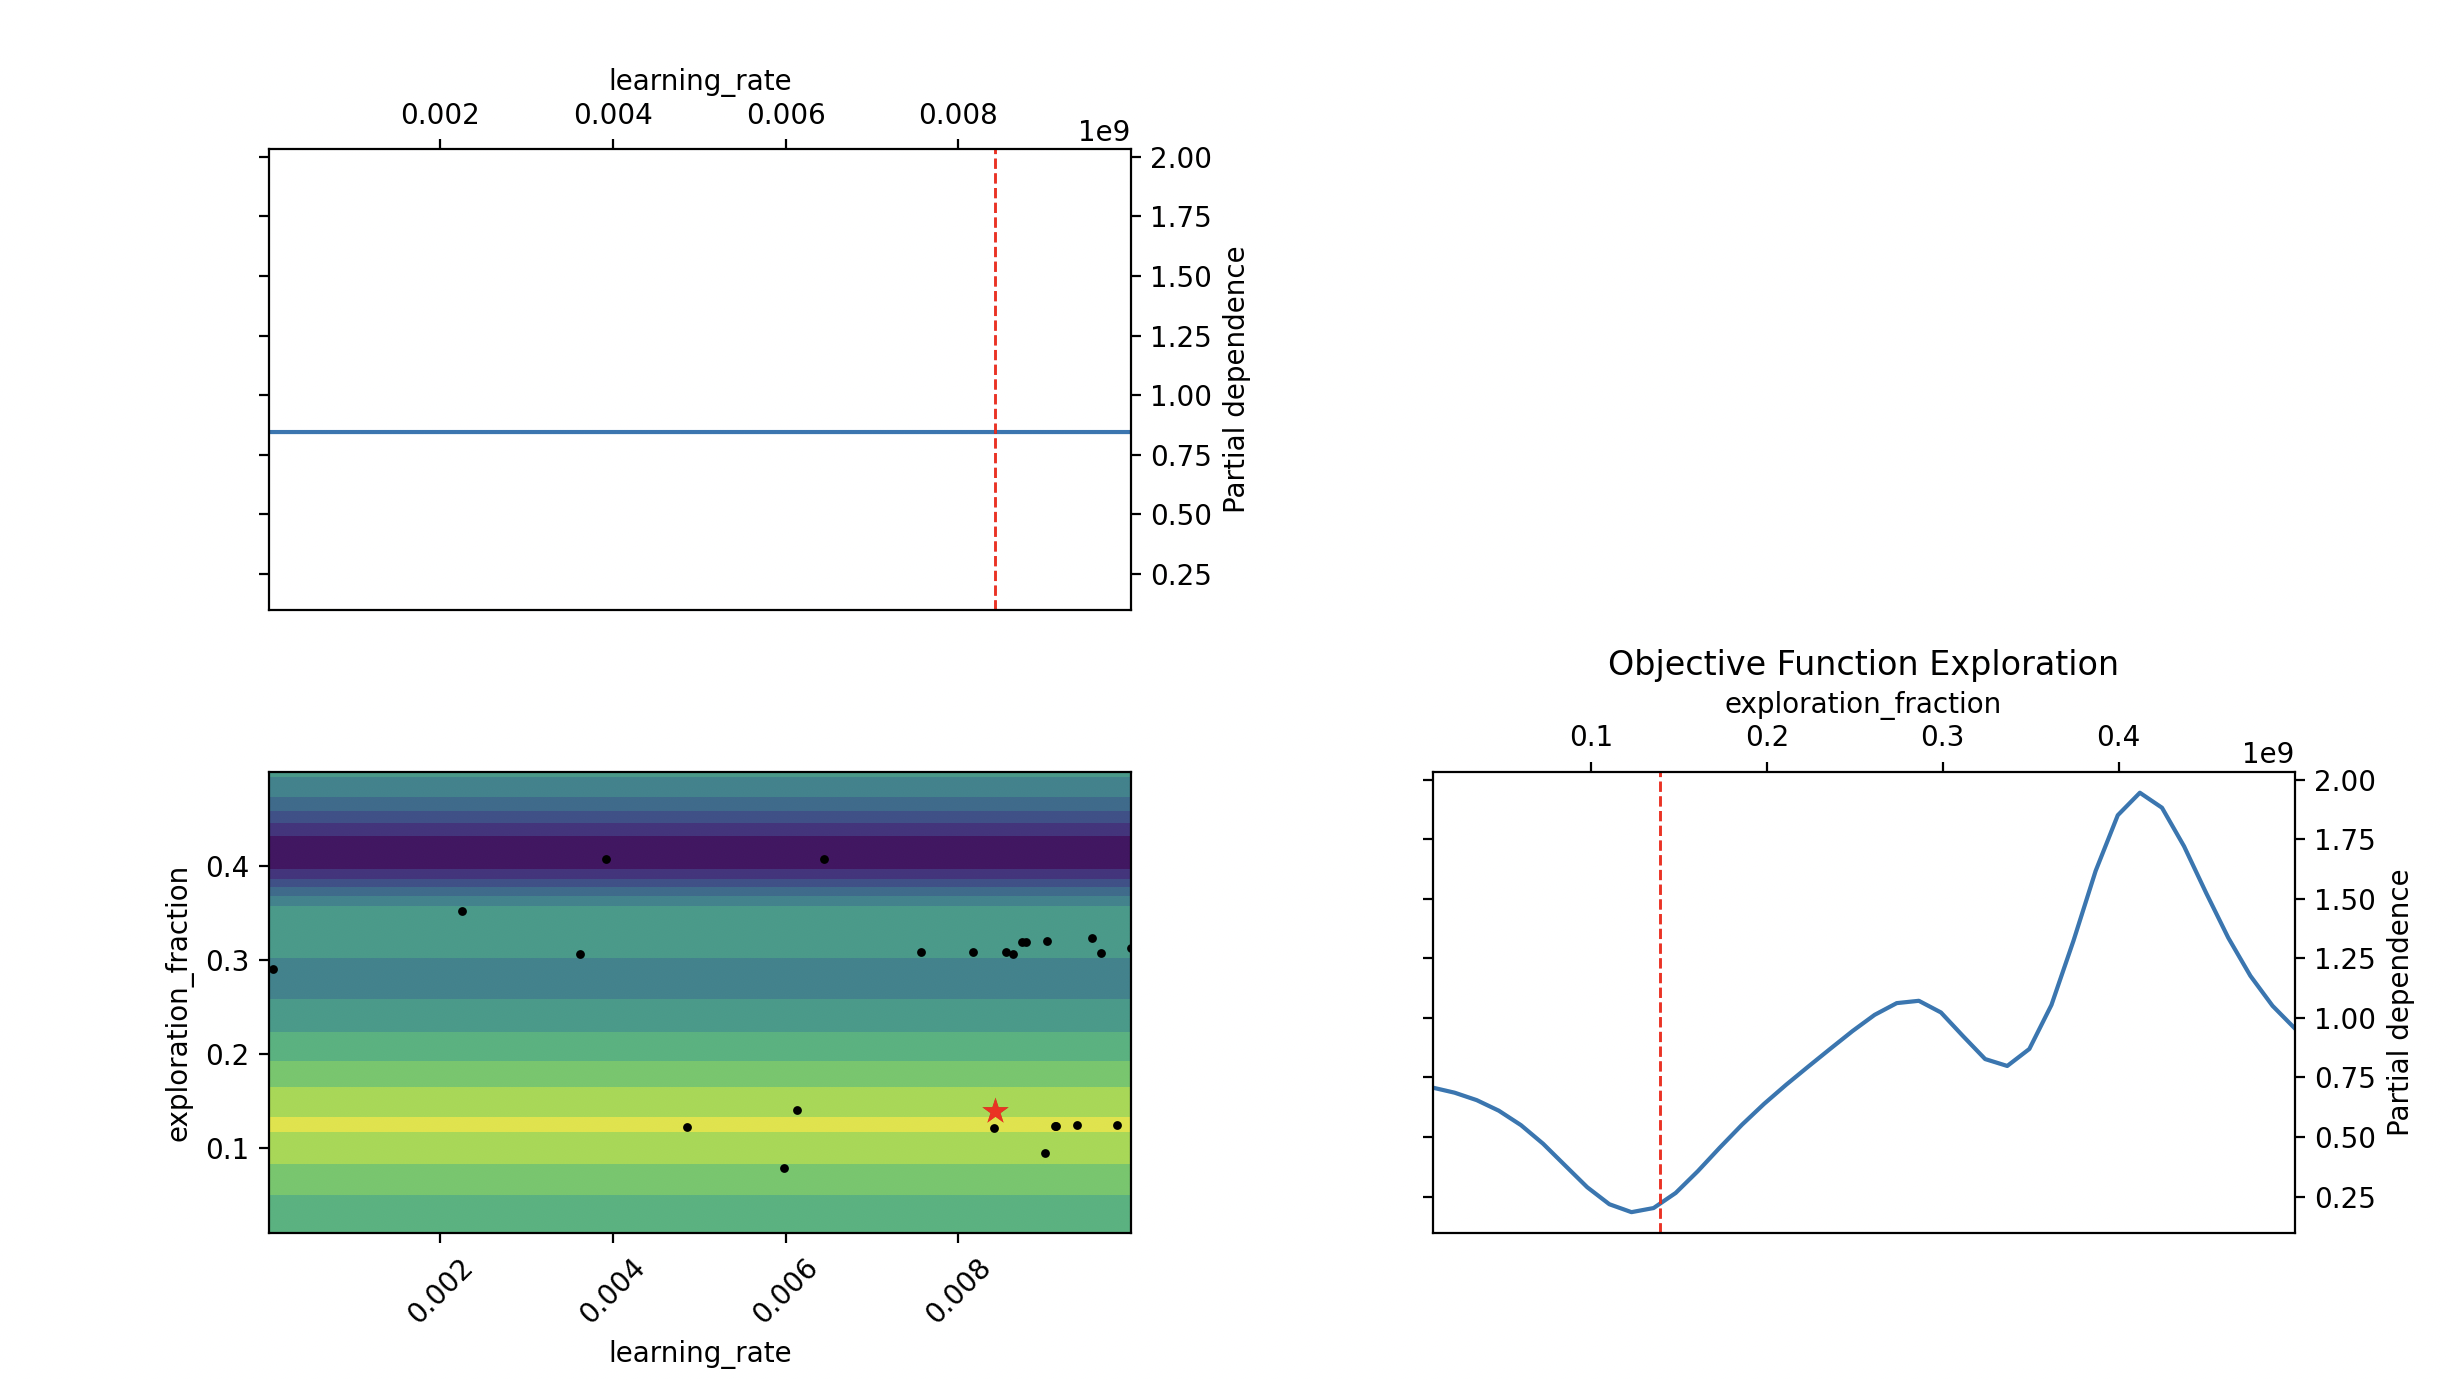 learning_rate
0.002 0.004 0.006 0.008
1e9
2.00
1.75
1.50
1.25
1.00
0.75
0.50
0.25
Partial dependence
Objective Function Exploration
exploration_fraction
0.1 0.2 0.3 0.4
1e9
2.00
1.75
1.50
1.25
1.00
0.75
0.50
0.25
Partial dependence
exploration_fraction
0.4
0.3
0.2
0.1
0.002 0.004 0.006 0.008
learning_rate